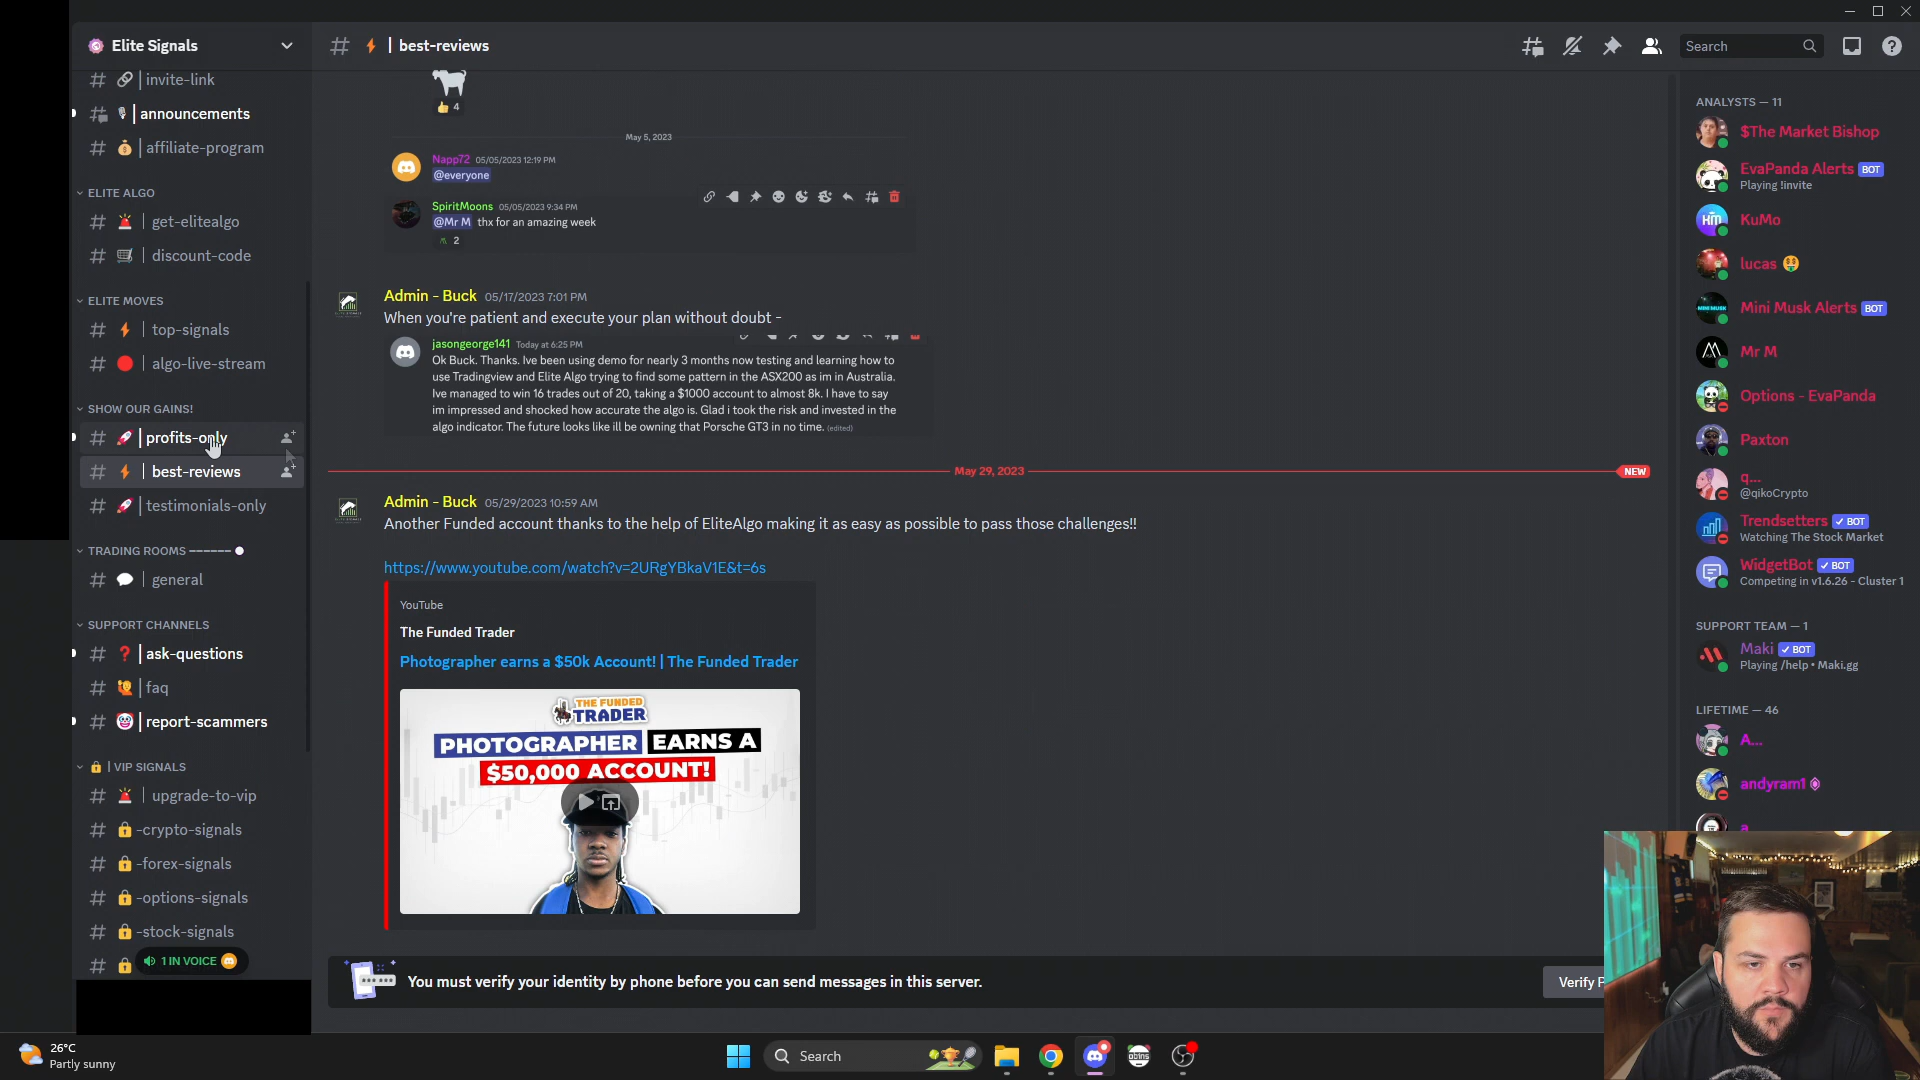 Elite Signals
invite-link
announcements
affiliate-program
ELITE ALGO
get-elitealgo
discount-code
ELITE MOVES
top-signals
algo-live-stream
SHOW OUR GAINS!
profits-only
best-reviews
testimonials-only
TRADING ROOMS ------
general
SUPPORT CHANNELS
ask-questions
faq
report-scammers
| VIP SIGNALS
upgrade-to-vip
-crypto-signals
-forex-signals
-options-signals
-stock-signals
1 IN VOICE
best-reviews
Search
4
May 5, 2023
Napp72 05/05/2023 12:19 PM
@everyone
SpiritMoons 05/05/2023 9:34 PM
@Mr M thx for an amazing week
2
Admin - Buck 05/17/2023 7:01 PM
When you're patient and execute your plan without doubt -
jasongeorge141 Today at 6:25 PM
Ok Buck. Thanks. Ive been using demo for nearly 3 months now testing and learning how to
use Tradingview and Elite Algo trying to find some pattern in the ASX200 as im in Australia.
Ive managed to win 16 trades out of 20, taking a $1000 account to almost 8k. I have to say
im impressed and shocked how accurate the algo is. Glad i took the risk and invested in the
algo indicator. The future looks like ill be owning that Porsche GT3 in no time. (edited)
May 29, 2023
NEW
Admin - Buck 05/29/2023 10:59 AM
Another Funded account thanks to the help of EliteAlgo making it as easy as possible to pass those challenges!!
https://www.youtube.com/watch?v=2URgYBkaV1E&t=6s
YouTube
The Funded Trader
Photographer earns a $50k Account! | The Funded Trader
THE FUNDED
TRADER
PHOTOGRAPHER EARNS A
$50,000 ACCOUNT!
You must verify your identity by phone before you can send messages in this server.
Verify P
ANALYSTS — 11
$The Market Bishop
EvaPanda Alerts BOT
Playing !invite
KuMo
lucas
Mini Musk Alerts BOT
Mr M
Options - EvaPanda
Paxton
q...
@qikoCrypto
Trendsetters BOT
Watching The Stock Market
WidgetBot BOT
Competing in v1.6.26 - Cluster 1
SUPPORT TEAM — 1
Maki BOT
Playing /help • Maki.gg
LIFETIME — 46
A...
andyram1
26°C
Partly sunny
Search